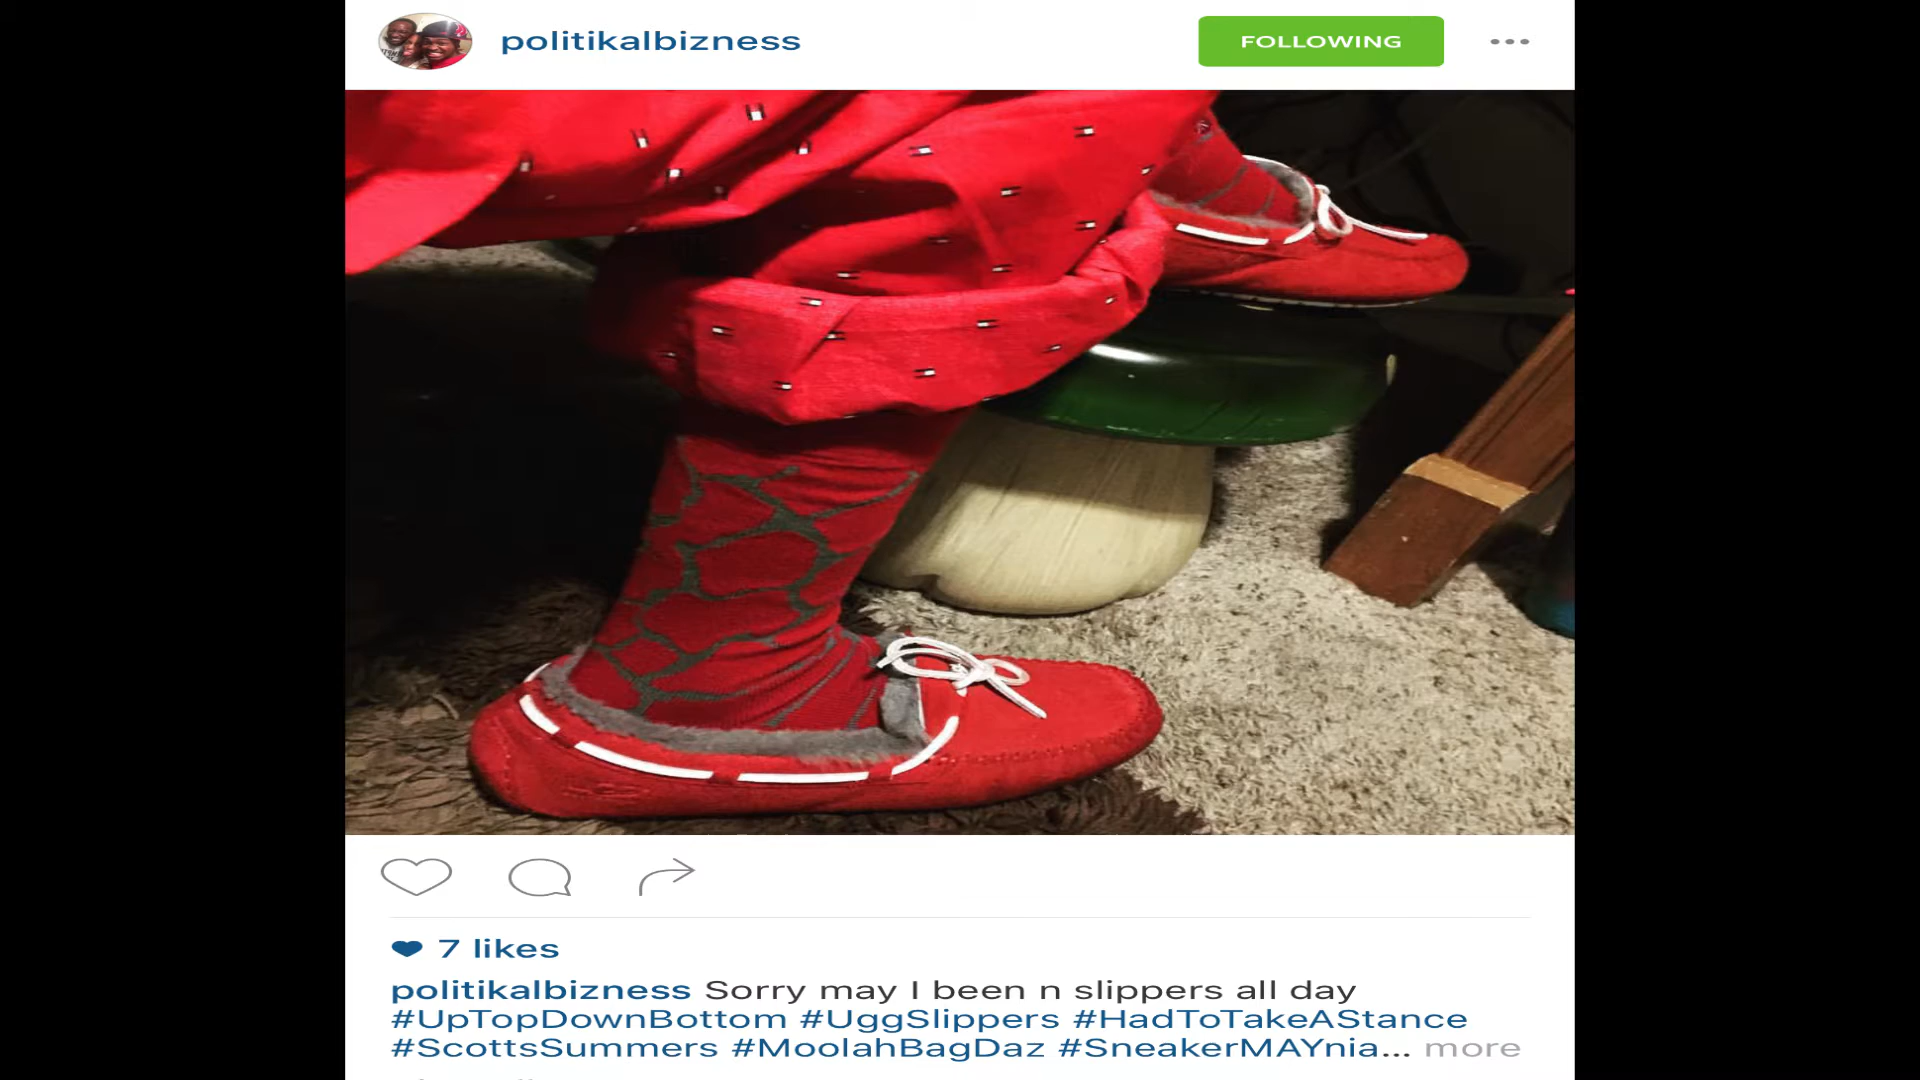 politikalbizness
FOLLOWING
7 likes
politikalbizness Sorry may I been n slippers all day
#UpTopDownBottom #UggSlippers #HadToTakeAStance
#ScottsSummers #MoolahBagDaz #SneakerMAYnia... more